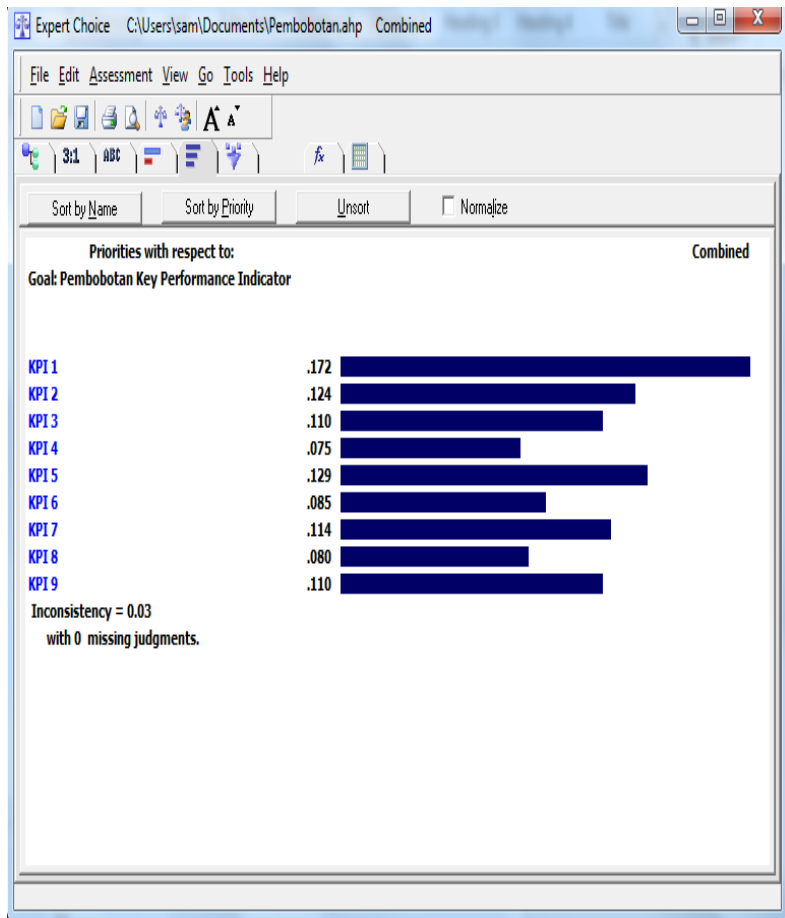 Expert Choice C:\Users\sam\Documents\Pembobotan.ahp Combined
File Edit Assessment View Go Tools Help
A A
3:1 ABC fx
Sort by Name Sort by Priority Unsort Normalize
Priorities with respect to: Combined
Goal: Pembobotan Key Performance Indicator
KPI 1 .172
KPI 2 .124
KPI 3 .110
KPI 4 .075
KPI 5 .129
KPI 6 .085
KPI 7 .114
KPI 8 .080
KPI 9 .110
Inconsistency = 0.03
with 0 missing judgments.